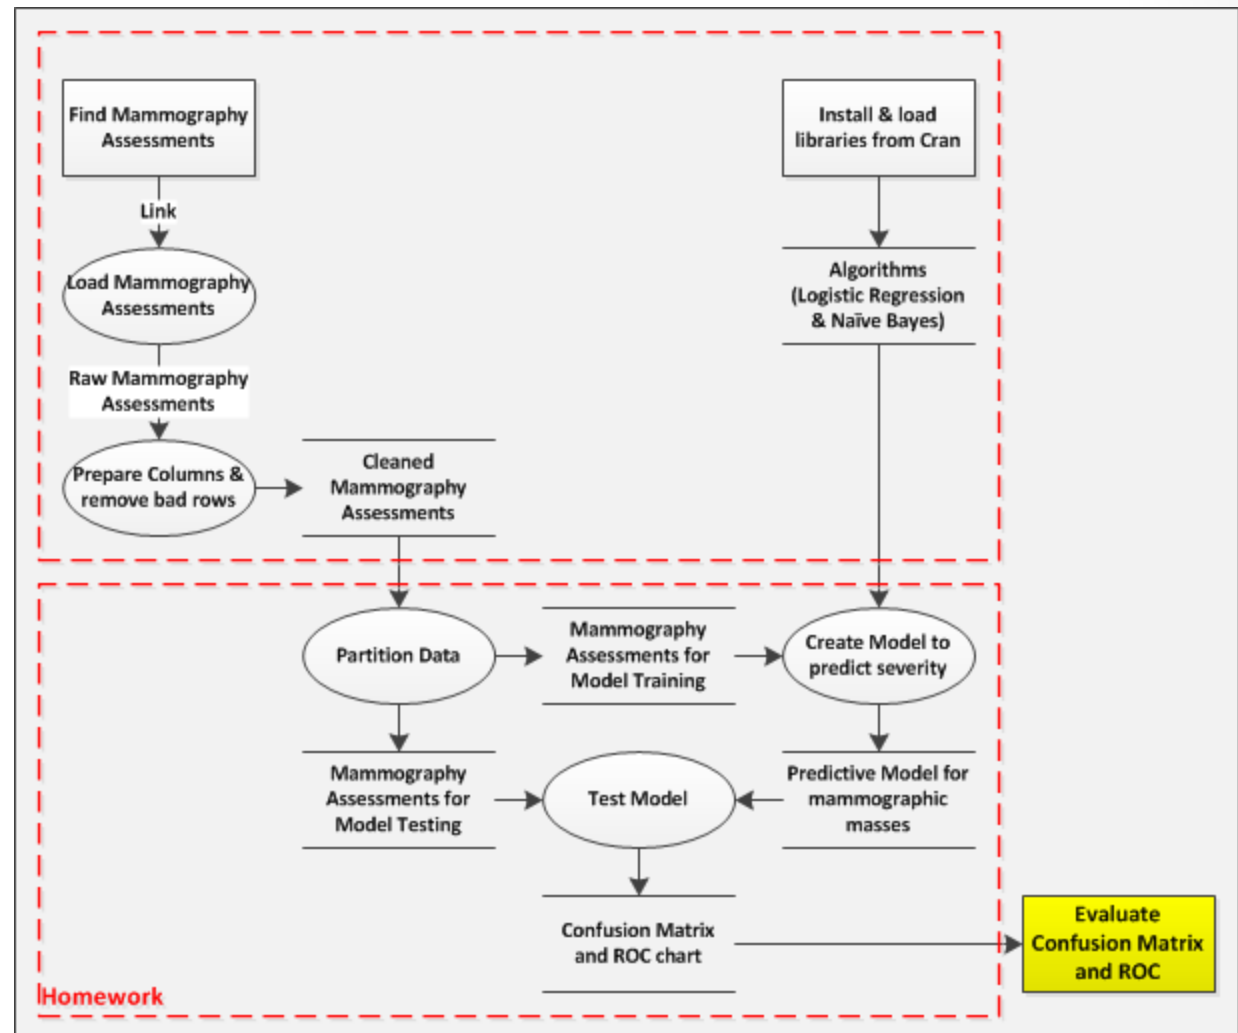 Find Mammography
Assessments
Install & load
libraries from Cran
Link
Load Mammography
Assessments
Algorithms
(Logistic Regression
& Naïve Bayes)
Raw Mammography
Assessments
Prepare Columns &
remove bad rows
Cleaned
Mammography
Assessments
Partition Data
Mammography
Assessments for
Model Training
Create Model to
predict severity
Mammography
Assessments for
Model Testing
Test Model
Predictive Model for
mammographic
masses
Confusion Matrix
and ROC chart
Evaluate
Confusion Matrix
and ROC
Homework